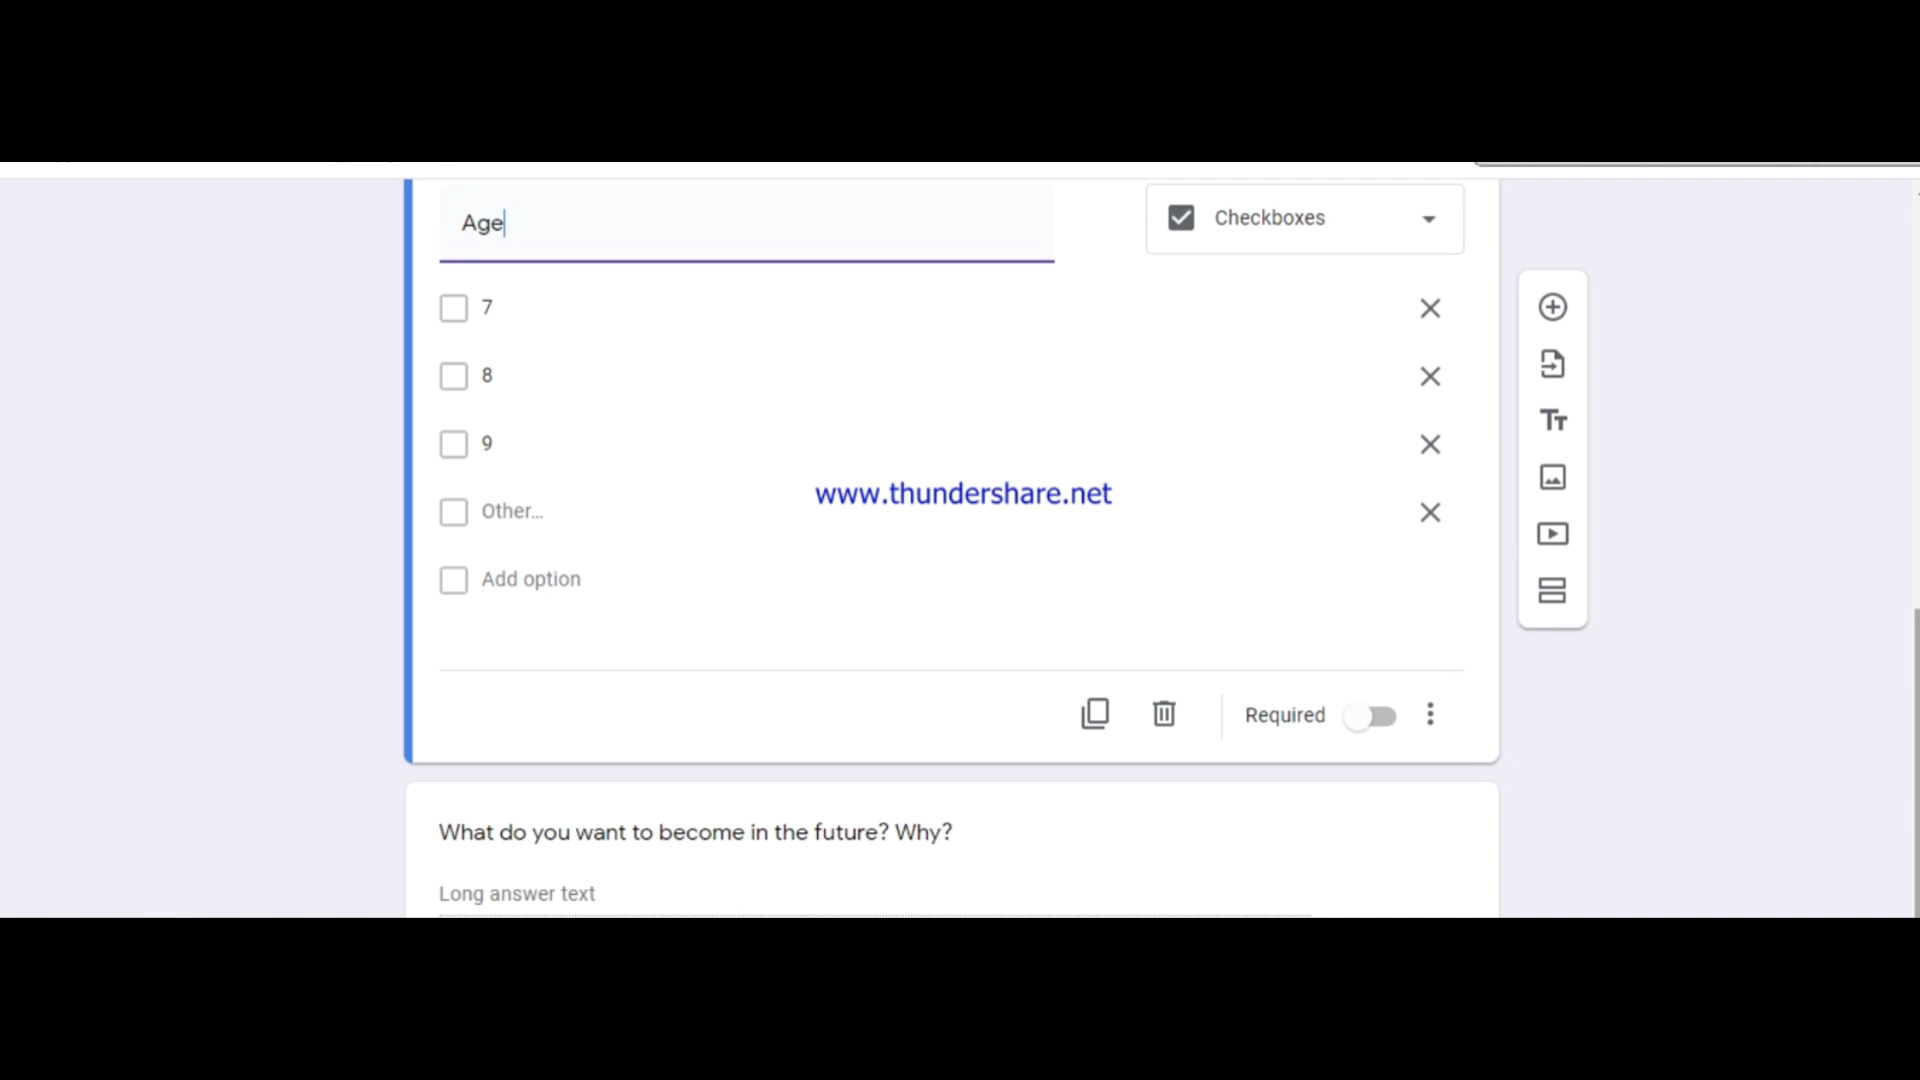 Age
Checkboxes
7
8
9
www.thundershare.net
Other...
Add option
Required
What do you want to become in the future? Why?
Long answer text